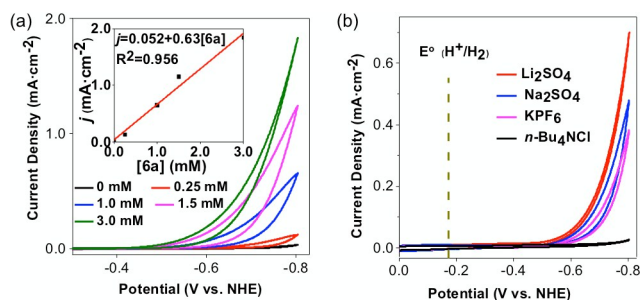 (a)
2.0
1.0
0.0
Current Density (mA·cm⁻²)
j=0.052+0.63[6a]
R²=0.956
j (mA·cm⁻²)
2
1
0
0.0 1.0 2.0 3.0
[6a] (mM)
0 mM 0.25 mM
1.0 mM 1.5 mM
3.0 mM
-0.4 -0.6 -0.8
Potential (V vs. NHE)
(b)
0.6
0.4
0.2
0.0
Current Density (mA·cm⁻²)
E° (H⁺/H2)
Li₂SO₄
Na₂SO₄
KPF₆
n-Bu₄NCl
0.0 -0.2 -0.4 -0.6 -0.8
Potential (V vs. NHE)